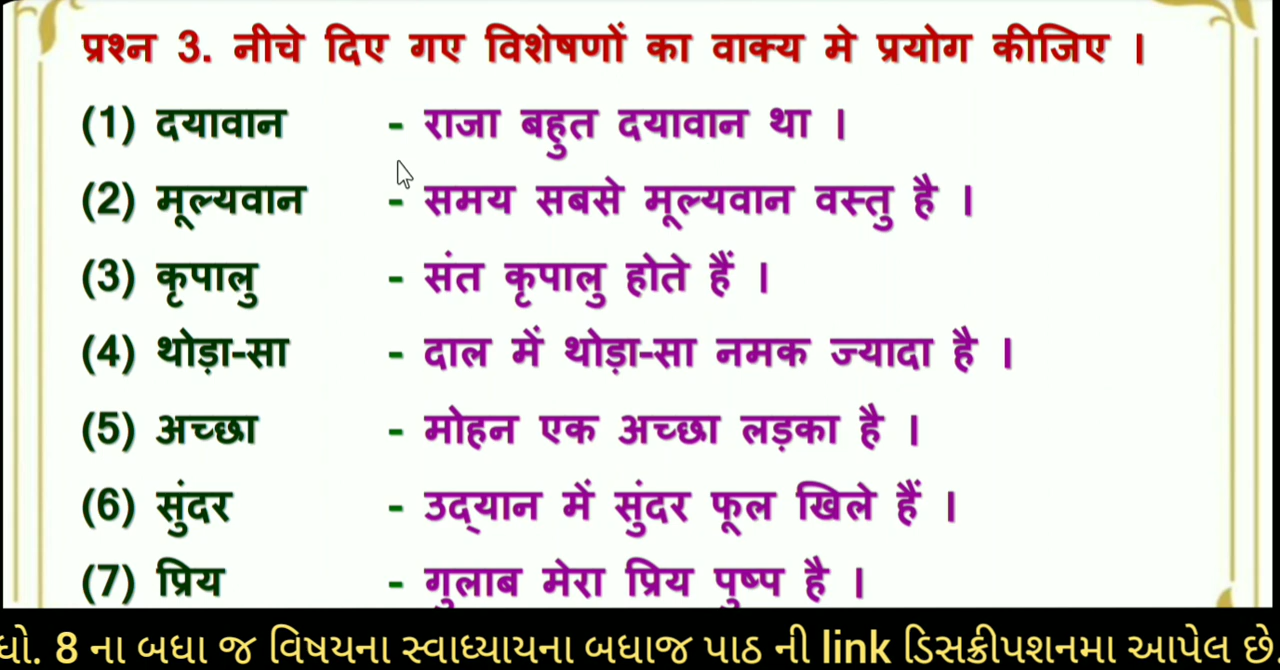 प्रश्न 3. नीचे दिए गए विशेषणों का वाक्य मे प्रयोग कीजिए ।
(1) दयावान - राजा बहुत दयावान था ।
(2) मूल्यवान - समय सबसे मूल्यवान वस्तु है ।
(3) कृपालु - संत कृपालु होते हैं ।
(4) थोड़ा-सा - दाल में थोड़ा-सा नमक ज्यादा है ।
(5) अच्छा - मोहन एक अच्छा लड़का है ।
(6) सुंदर - उद्‌यान में सुंदर फूल खिले हैं ।
(7) प्रिय - गुलाब मेरा प्रिय पुष्प है ।
8 ના બધા જ વિષયના સ્વાધ્યાયના બધાજ પાઠ ની link ડિસક્રીપશનમા આપેલ છે